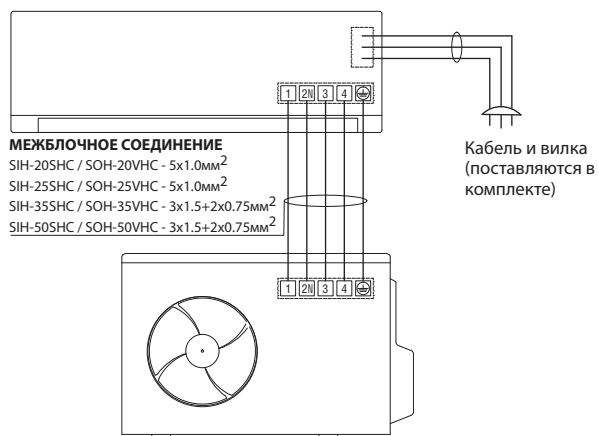 1 2N 3 4
МЕЖБЛОЧНОЕ СОЕДИНЕНИЕ
SIH-20SHC / SOH-20VHC - 5x1.0мм2
SIH-25SHC / SOH-25VHC - 5x1.0мм2
SIH-35SHC / SOH-35VHC - 3x1.5+2x0.75мм2
SIH-50SHC / SOH-50VHC - 3x1.5+2x0.75мм2
Кабель и вилка
(поставляются в
комплекте)
1 2N 3 4